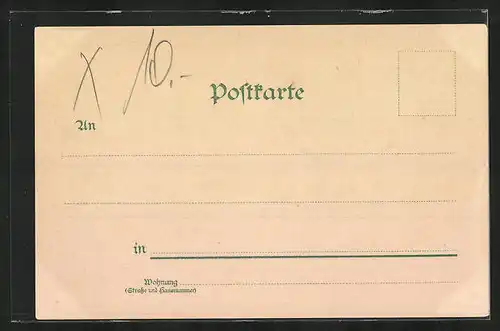 X 10.-
Postkarte
An
in
Wohnung
(Straße und Hausnummer)